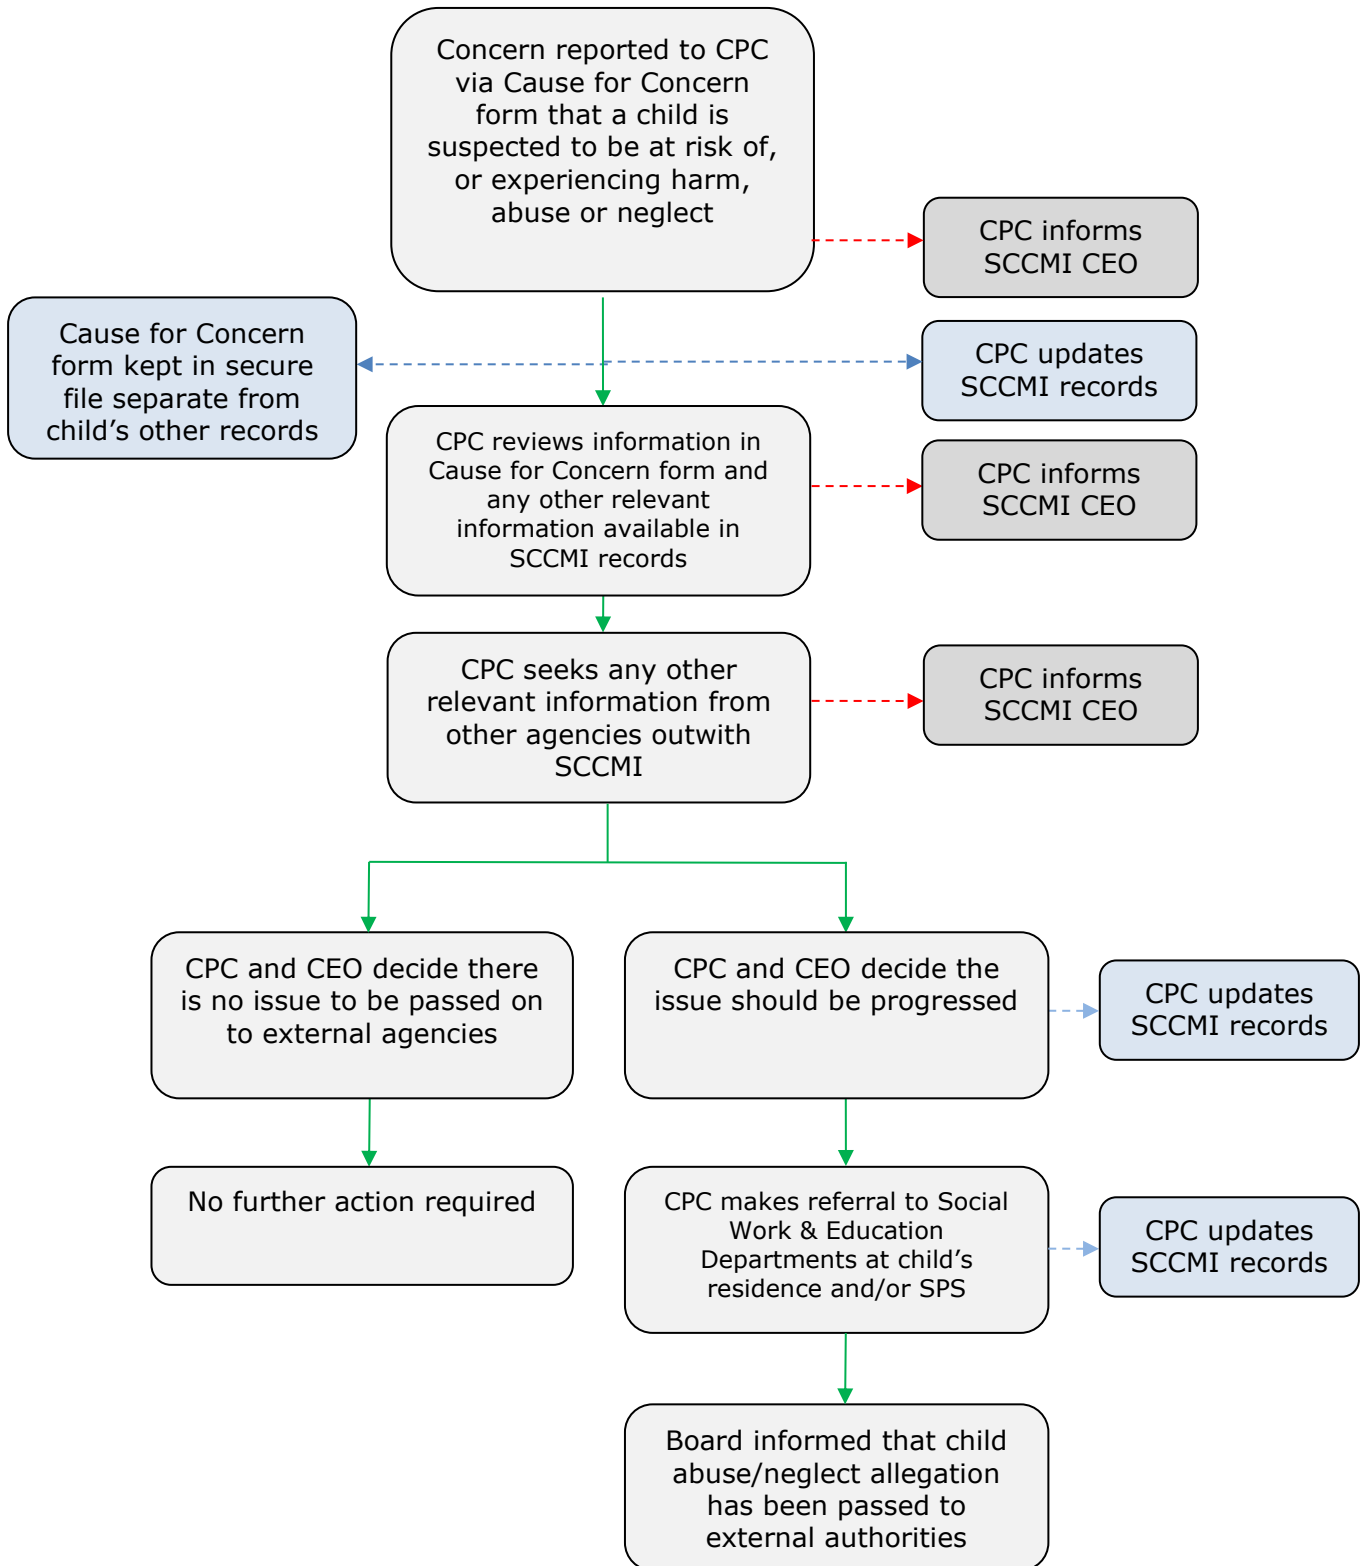 Concern reported to CPC
via Cause for Concern
form that a child is
suspected to be at risk of,
or experiencing harm,
abuse or neglect
CPC informs
SCCMI CEO
Cause for Concern
form kept in secure
file separate from
child’s other records
CPC updates
SCCMI records
CPC reviews information in
Cause for Concern form and
any other relevant
information available in
SCCMI records
CPC informs
SCCMI CEO
CPC seeks any other
relevant information from
other agencies outwith
SCCMI
CPC informs
SCCMI CEO
CPC and CEO decide there
is no issue to be passed on
to external agencies
CPC and CEO decide the
issue should be progressed
CPC updates
SCCMI records
No further action required
CPC makes referral to Social
Work & Education
Departments at child’s
residence and/or SPS
CPC updates
SCCMI records
Board informed that child
abuse/neglect allegation
has been passed to
external authorities